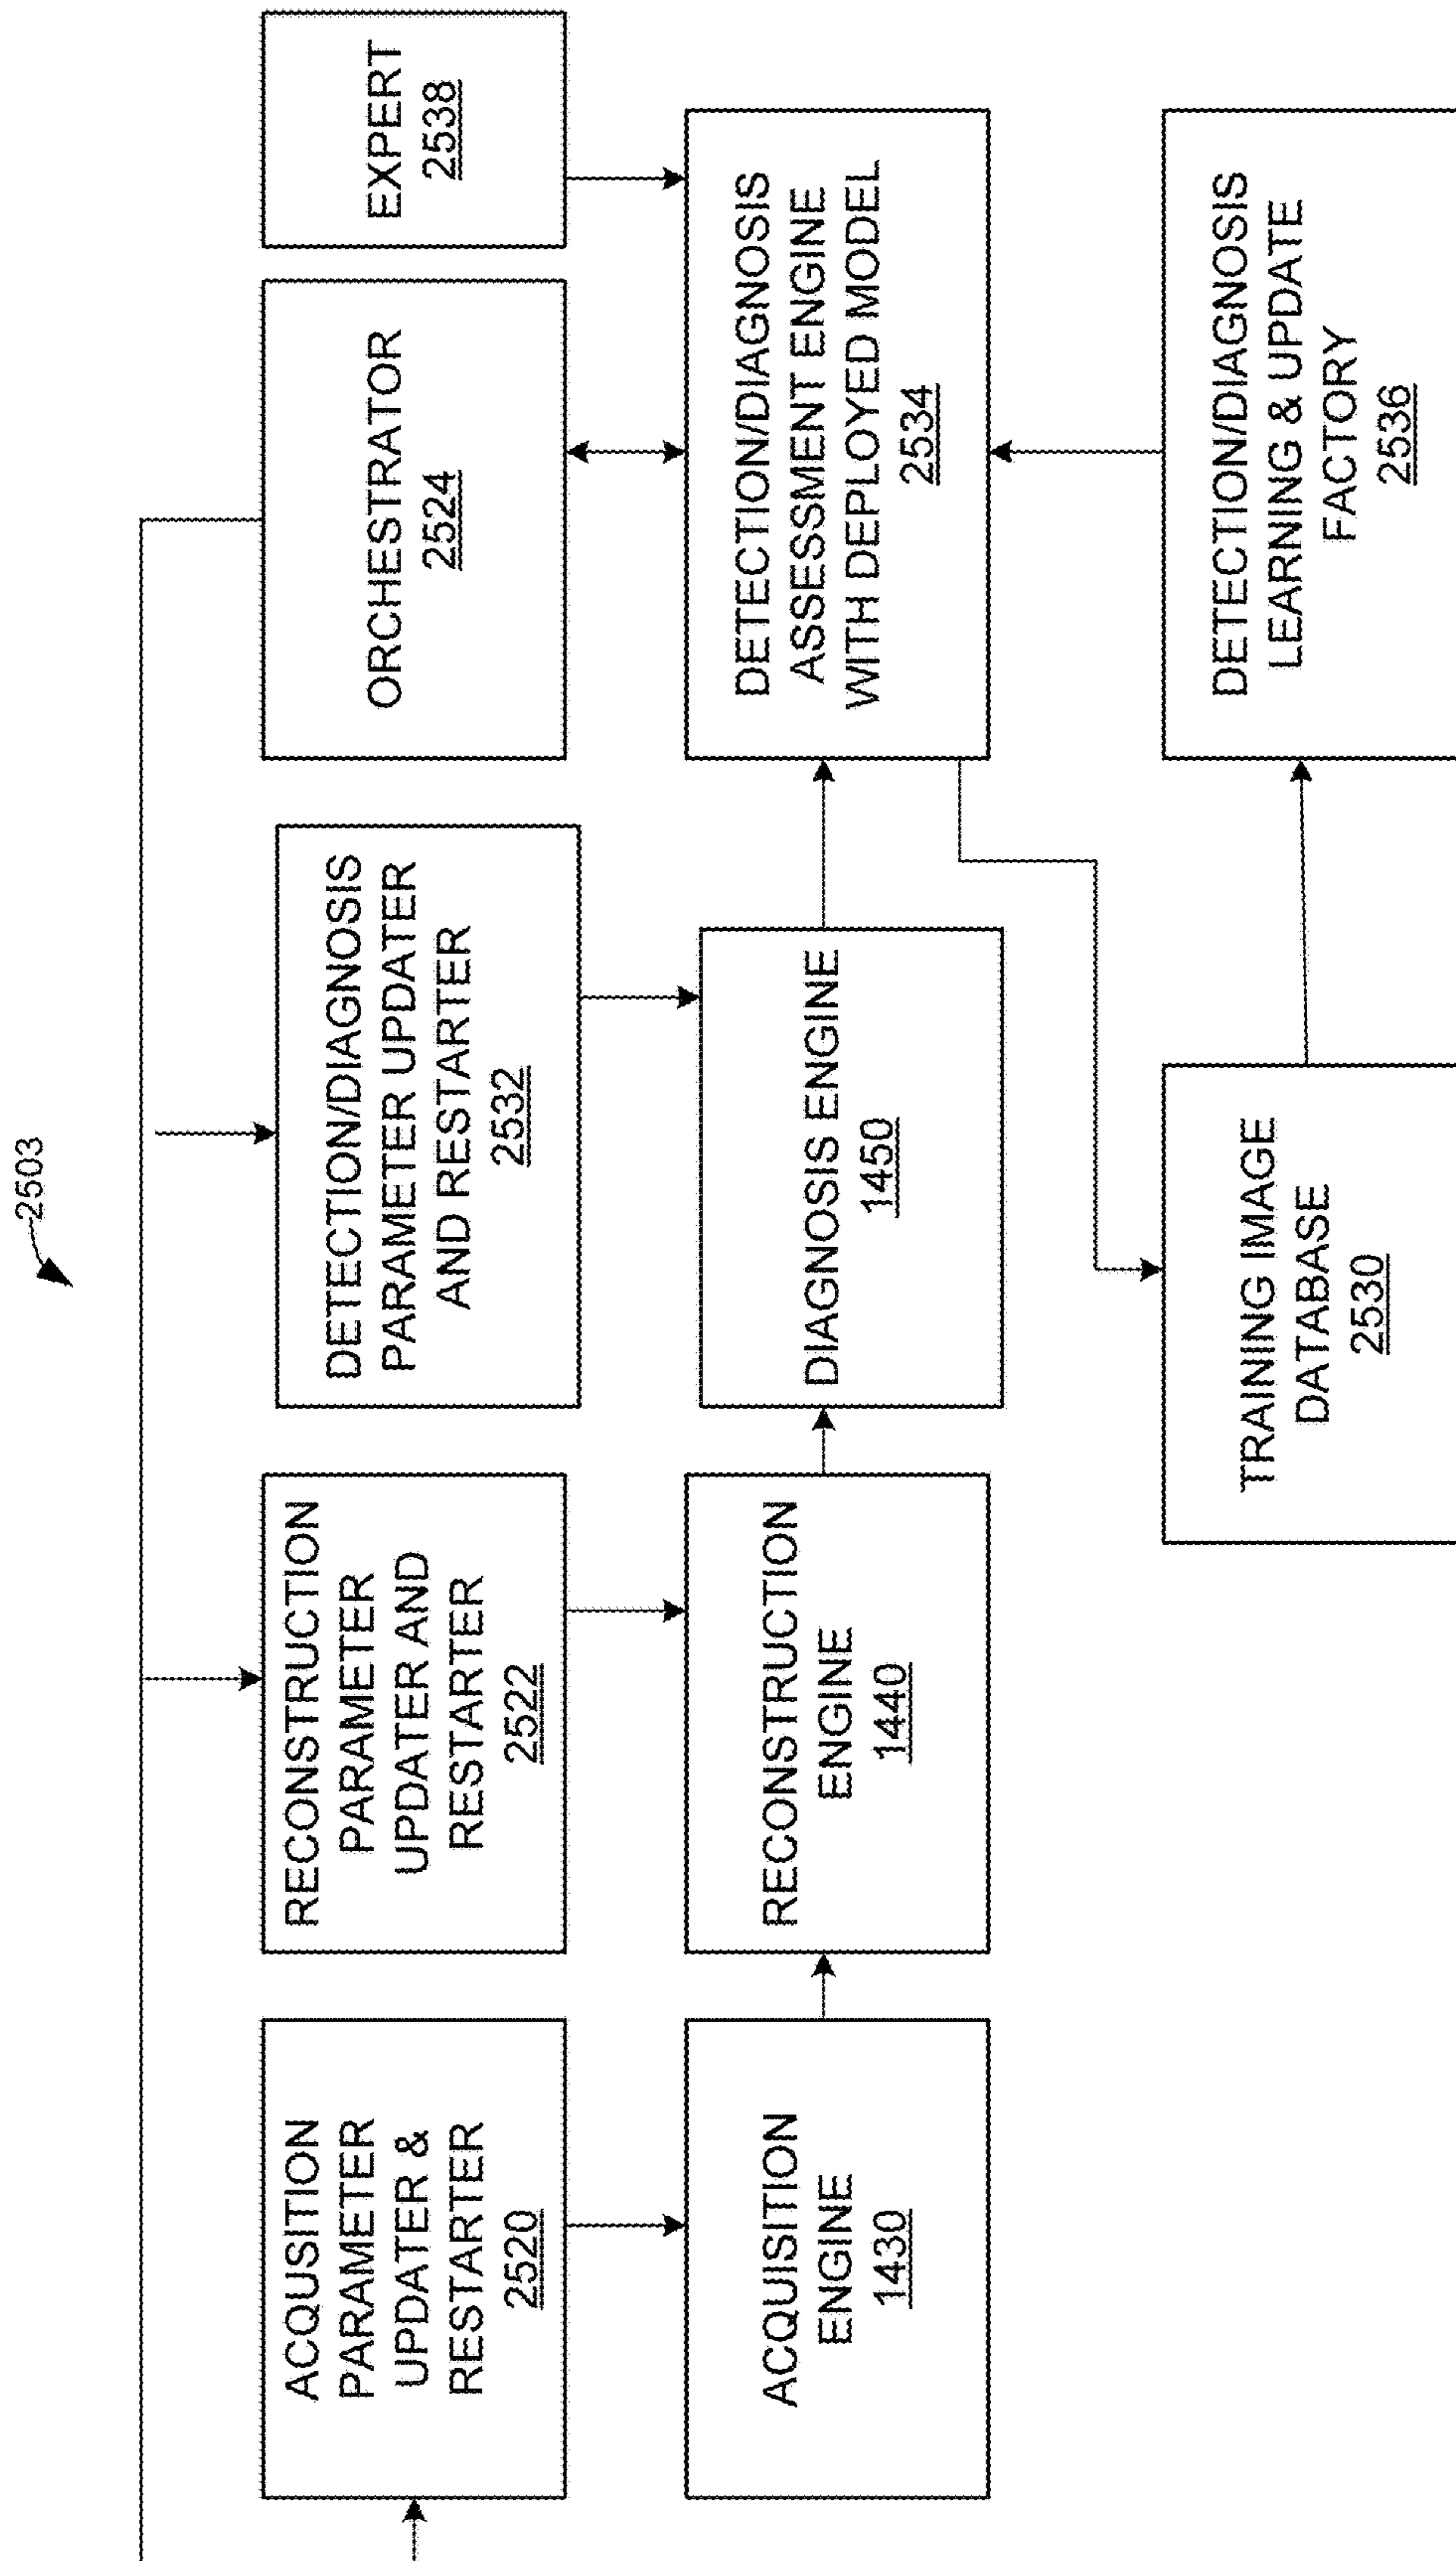 2503
ACQUSITION
PARAMETER
UPDATER &
RESTARTER
2520
RECONSTRUCTION
PARAMETER
UPDATER AND
RESTARTER
2522
DETECTION/DIAGNOSIS
PARAMETER UPDATER
AND RESTARTER
2532
ORCHESTRATOR
2524
EXPERT
2538
ACQUISITION
ENGINE
1430
RECONSTRUCTION
ENGINE
1440
DIAGNOSIS ENGINE
1450
DETECTION/DIAGNOSIS
ASSESSMENT ENGINE
WITH DEPLOYED MODEL
2534
TRAINING IMAGE
DATABASE
2530
DETECTION/DIAGNOSIS
LEARNING & UPDATE
FACTORY
2536